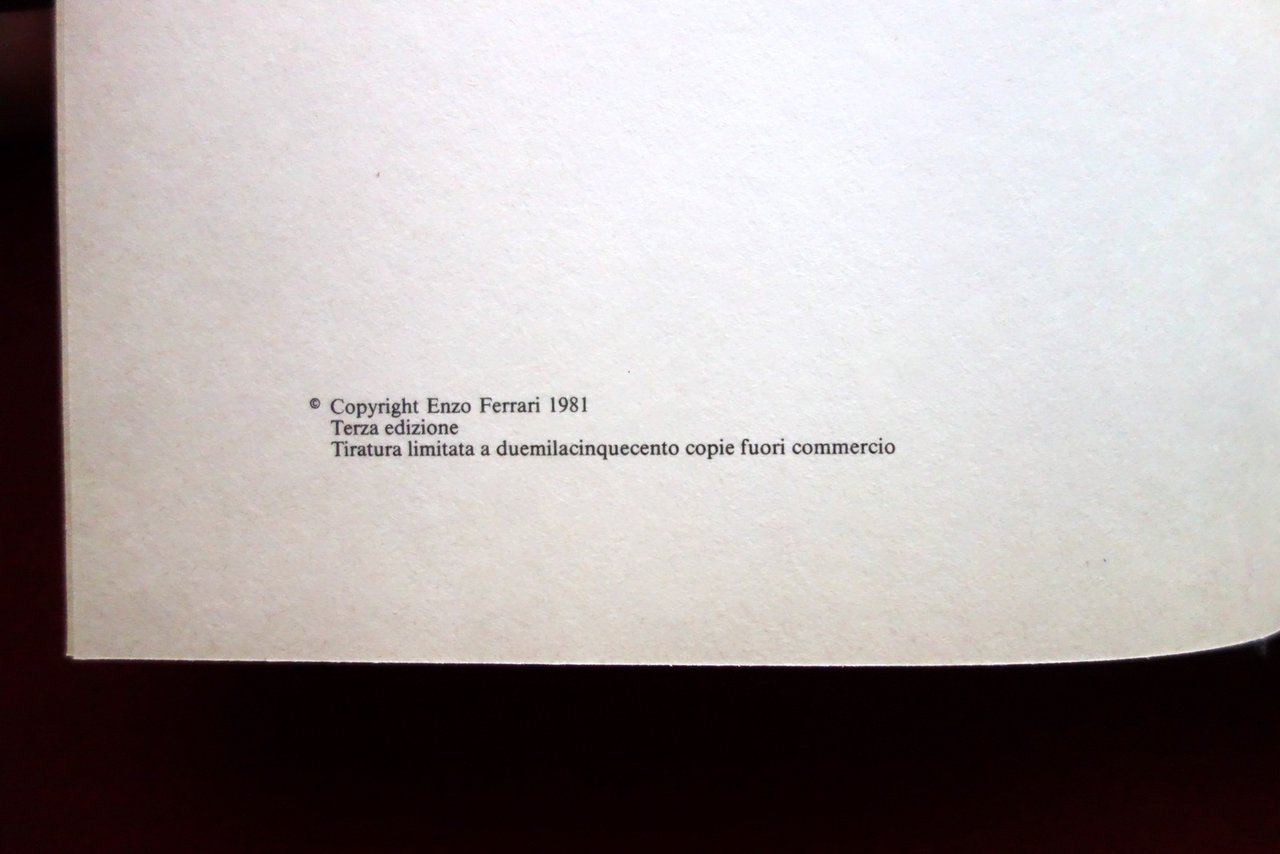 © Copyright Enzo Ferrari 1981
Terza edizione
Tiratura limitata a duemilacinquecento copie fuori commercio